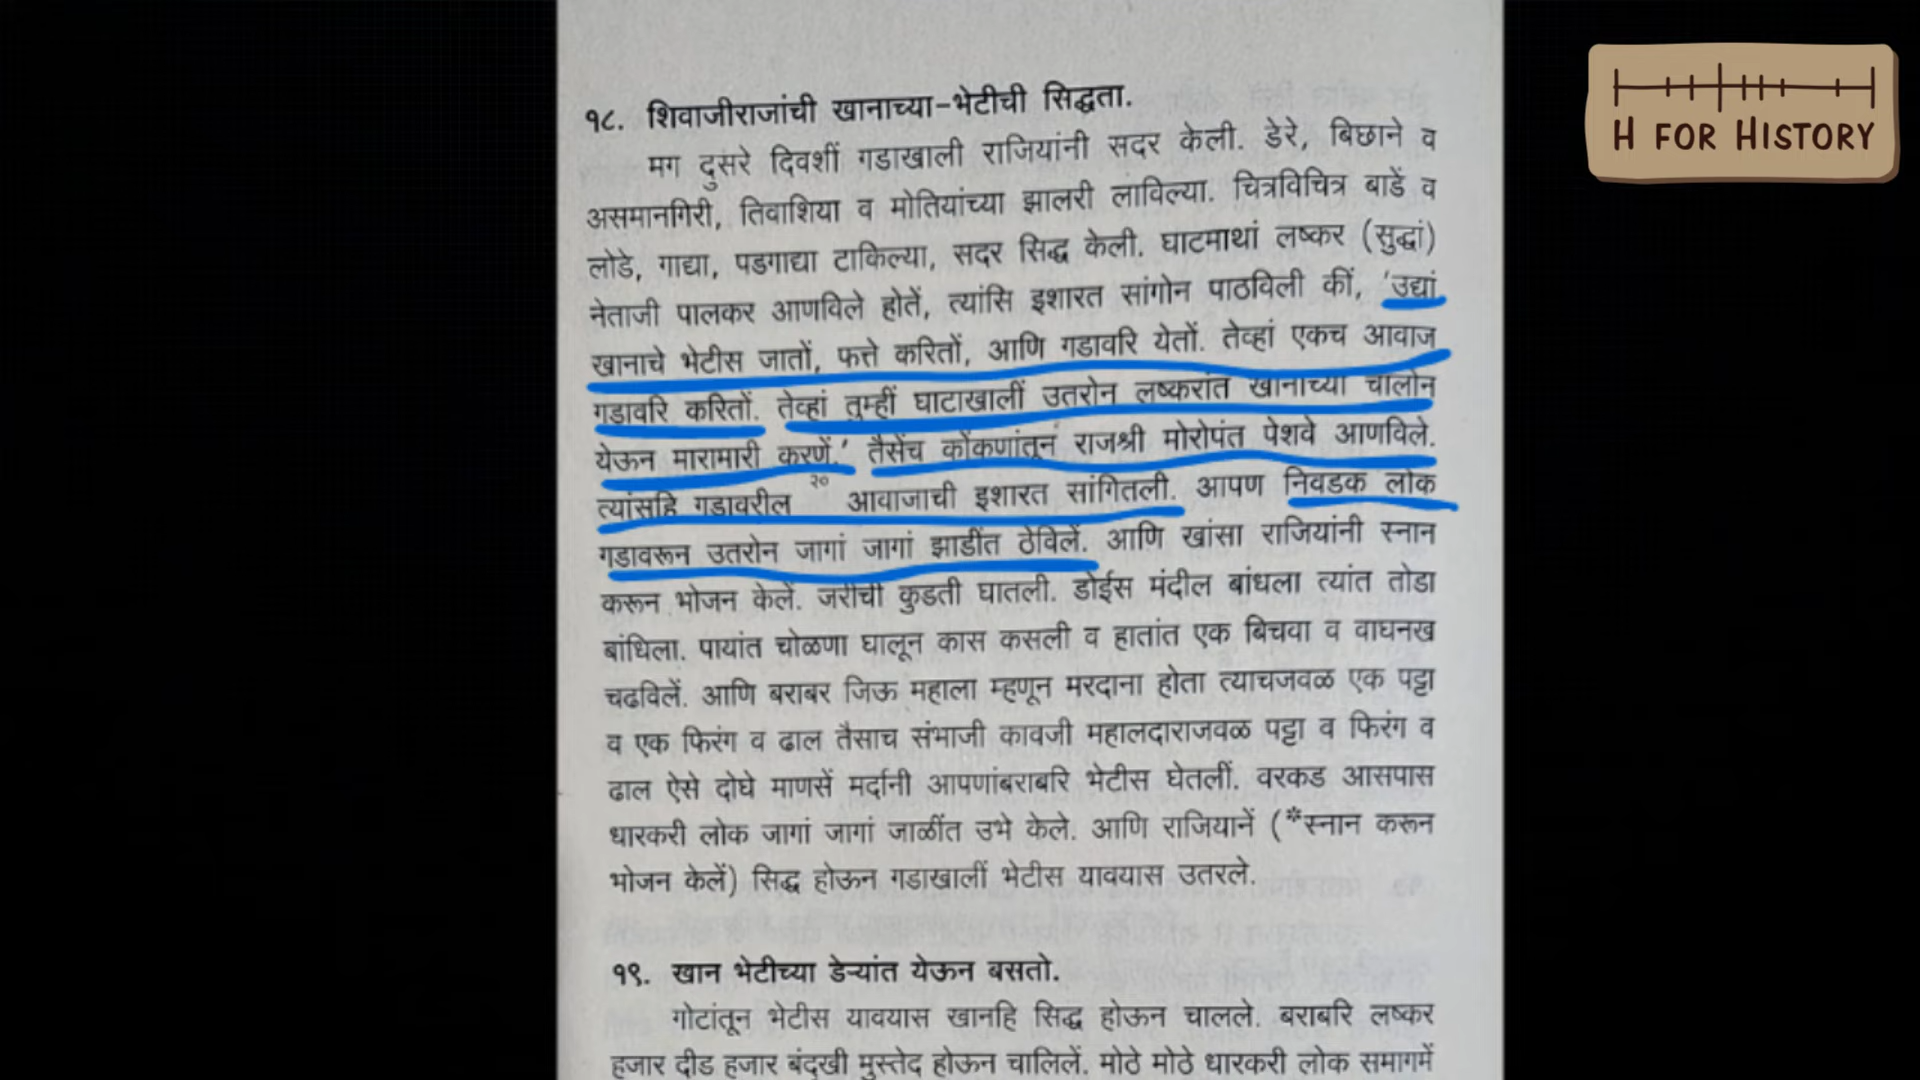 १८. शिवाजीराजांची खानाच्या-भेटीची सिद्धता.
मग दुसरे दिवशीं गडाखाली राजियांनी सदर केली. डेरे, बिछाने व
असमानगिरी, तिवाशिया व मोतियांच्या झालरी लाविल्या. चित्रविचित्र बाडें व
लोडे, गाद्या, पडगाद्या टाकिल्या, सदर सिद्ध केली. घाटमाथां लष्कर (सुद्धां)
नेताजी पालकर आणविले होतें, त्यांसि इशारत सांगोन पाठविली कीं, 'उद्यां
खानाचे भेटीस जातों, फत्ते करितों, आणि गडावरि येतों. तेव्हां एकच आवाज
गडावरि करितों. तेव्हां तुम्हीं घाटाखालीं उतरोन लष्करांत खानाच्या चालोन
येऊन मारामारी करणें.' तैसेंच कोंकणांतून राजश्री मोरोपंत पेशवे आणविले.
त्यांसहि गडावरील २० आवाजाची इशारत सांगितली. आपण निवडक लोक
गडावरून उतरोन जागां जागां झाडींत ठेविलें. आणि खांसा राजियांनी स्नान
करून भोजन केलें. जरीची कुडती घातली. डोईस मंदील बांधला त्यांत तोडा
बांधिला. पायांत चोळणा घालून कास कसली व हातांत एक बिचवा व वाघनख
चढविलें. आणि बराबर जिऊ महाला म्हणून मरदाना होता त्याचजवळ एक पट्टा
व एक फिरंग व ढाल तैसाच संभाजी कावजी महालदाराजवळ पट्टा व फिरंग व
ढाल ऐसे दोघे माणसें मर्दानी आपणांबराबरि भेटीस घेतलीं. वरकड आसपास
धारकरी लोक जागां जागां जाळींत उभे केले. आणि राजियानें (*स्नान करून
भोजन केलें) सिद्ध होऊन गडाखालीं भेटीस यावयास उतरले.
१९. खान भेटीच्या डेऱ्यांत येऊन बसतो.
गोटांतून भेटीस यावयास खानहि सिद्ध होऊन चालले. बराबरि लष्कर
हजार दीड हजार बंदुखी मुस्तेद होऊन चालिलें. मोठे मोठे धारकरी लोक समागमें
H FOR HISTORY